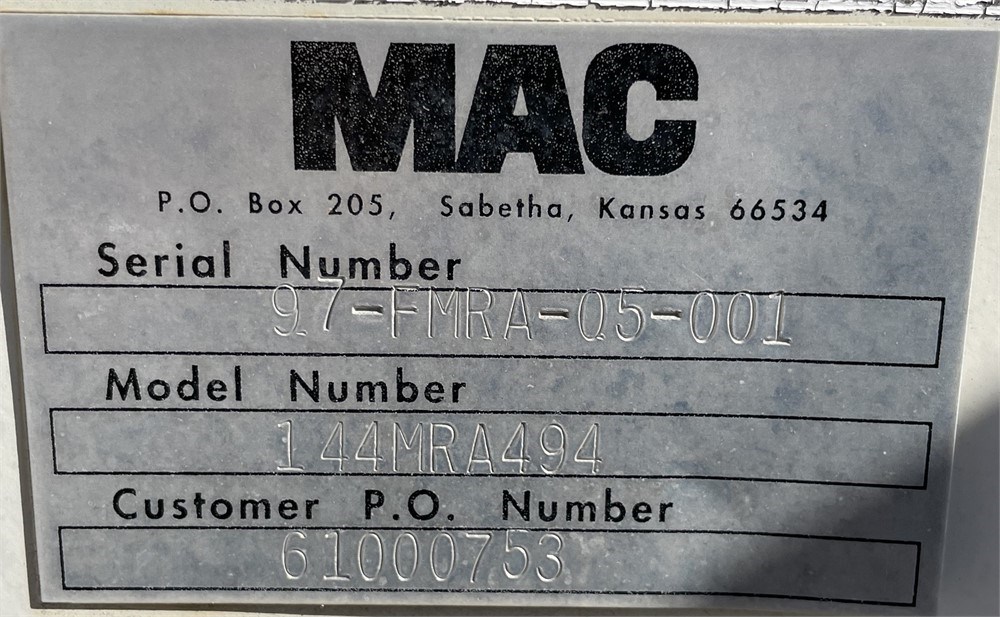 MAC
P.O. Box 205, Sabetha, Kansas 66534
Serial Number
97-FMRA-05-001
Model Number
144MRA494
Customer P.O. Number
61000753